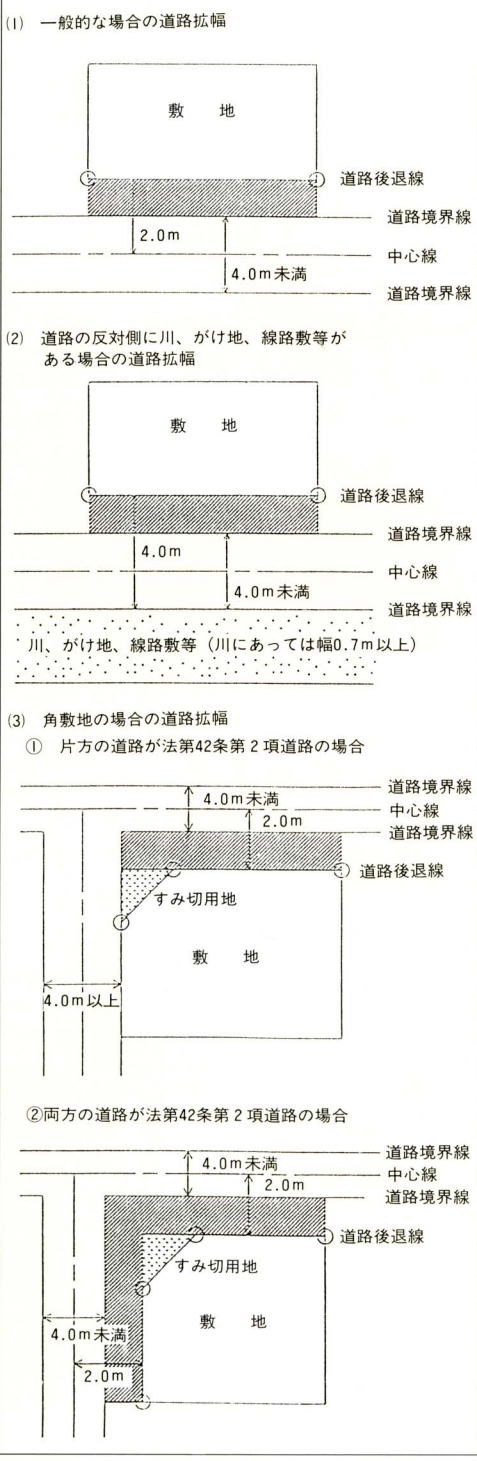 (1) 一般的な場合の道路拡幅
敷 地
道路後退線
道路境界線
2.0m
中心線
4.0m未満
道路境界線
(2) 道路の反対側に川、がけ地、線路敷等が
ある場合の道路拡幅
敷 地
道路後退線
道路境界線
4.0m
中心線
4.0m未満
道路境界線
川、がけ地、線路敷等（川にあっては幅0.7m以上）
(3) 角敷地の場合の道路拡幅
① 片方の道路が法第42条第2項道路の場合
道路境界線
4.0m未満
中心線
2.0m
道路境界線
道路後退線
すみ切用地
敷 地
4.0m以上
②両方の道路が法第42条第2項道路の場合
道路境界線
4.0m未満
中心線
2.0m
道路境界線
道路後退線
すみ切用地
敷 地
4.0m未満
2.0m